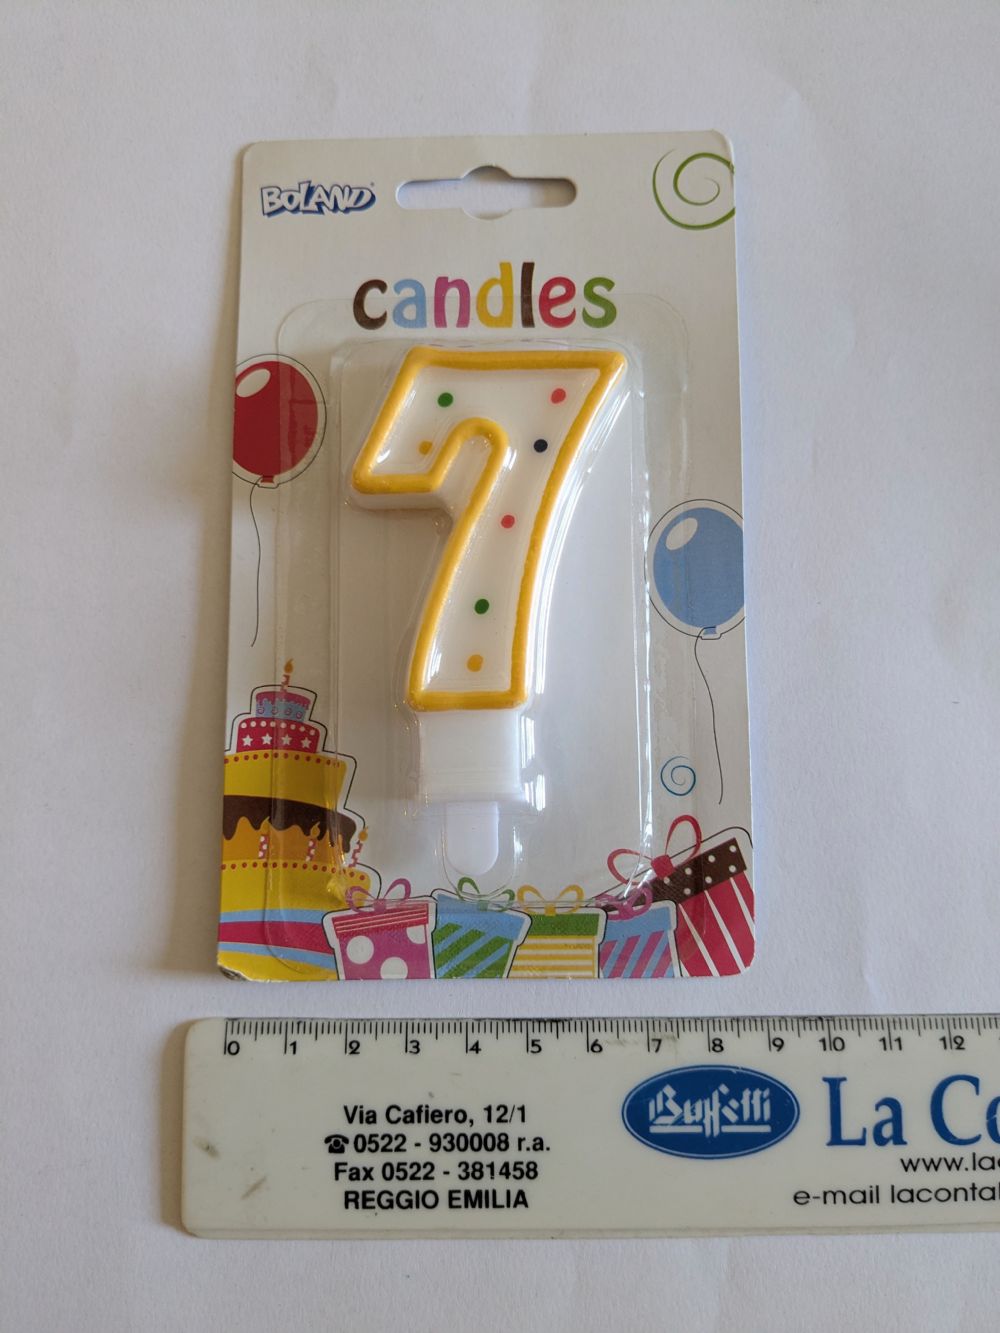 BOLAND
candles
7
0 1 2 3 4 5 6 7 8 9 10 11 12
Via Cafiero, 12/1
☎0522 - 930008 r.a.
Fax 0522 - 381458
REGGIO EMILIA
Buffetti
La Co
www.la
e-mail laconta